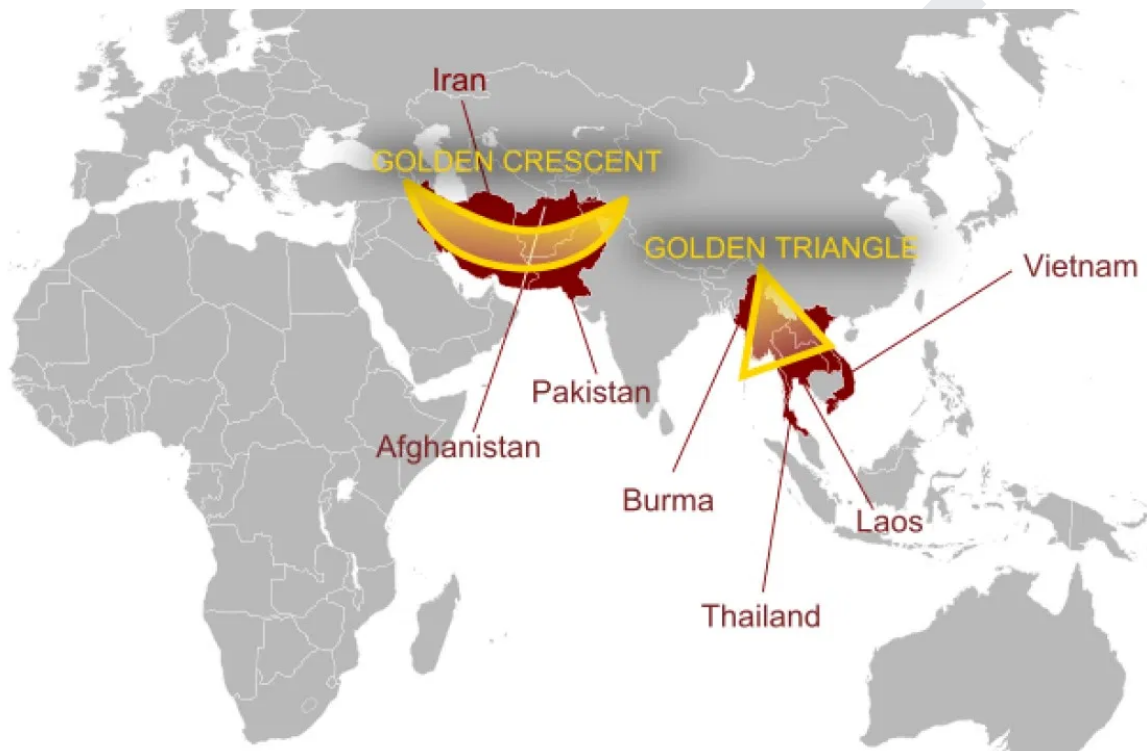 Iran
GOLDEN CRESCENT
GOLDEN TRIANGLE
Vietnam
Pakistan
Afghanistan
Burma
Laos
Thailand